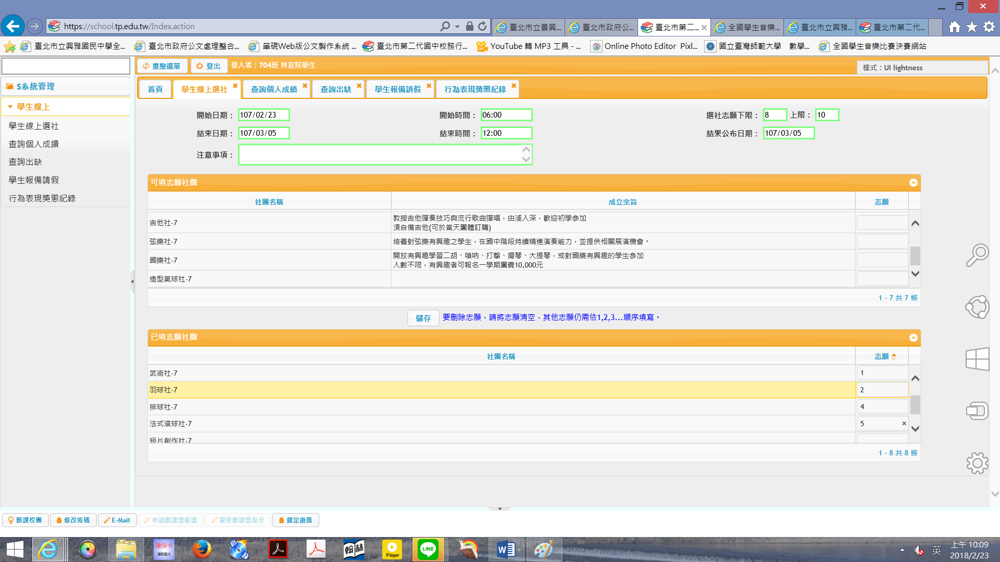 https://school.tp.edu.tw/Index.action
臺北市立景興...
臺北市政府公...
臺北市第二...
全國學生音樂...
臺北市立興雅...
臺北市第二代...
臺北市立興雅國民中學全...
臺北市政府公文處理整合...
筆硯Web版公文製作系統 ...
臺北市第二代國中校務行...
YouTube 轉 MP3 工具 - ...
Online Photo Editor Pixl...
國立臺灣師範大學 數學...
全國學生音樂比賽決賽網站
重整選單
登出
登入者：704班 林宣妏學生
樣式：UI lightness
S系統管理
學生線上
學生線上選社
查詢個人成績
查詢出缺
學生報備請假
行為表現獎懲紀錄
首頁
學生線上選社
查詢個人成績
查詢出缺
學生報備請假
行為表現獎懲紀錄
開始日期： 107/02/23
開始時間： 06:00
選社志願下限： 8 上限： 10
結束日期： 107/03/05
結束時間： 12:00
結果公布日期： 107/03/05
注意事項：
可填志願社團
社團名稱 成立宗旨 志願
吉他社-7
教授吉他彈奏技巧與流行歌曲彈唱，由淺入深，歡迎初學參加
須自備吉他(可於當天團體訂購)
弦樂社-7
培養對弦樂有興趣之學生，在國中階段持續精進演奏能力，並提供相關展演機會。
國樂社-7
開放有興趣學習二胡、嗩吶、打擊、揚琴、大提琴，或對國樂有興趣的學生參加
人數不限，有興趣者可報名一學期團費10,000元
造型氣球社-7
1 - 7 共 7 條
儲存
要刪除志願，請將志願清空，其他志願仍需依1,2,3...順序填寫。
已填志願社團
社團名稱 志願
武術社-7 1
羽球社-7 2
排球社-7 4
法式滾球社-7 5
短片創作社-7
1 - 8 共 8 條
酷課校園
修改密碼
E-Mail
申請酷課雲帳號
變更酷課雲身分
鎖定畫面
健保卡
讀取程式
翰林
Player
LINE
英
上午 10:09
2018/2/23